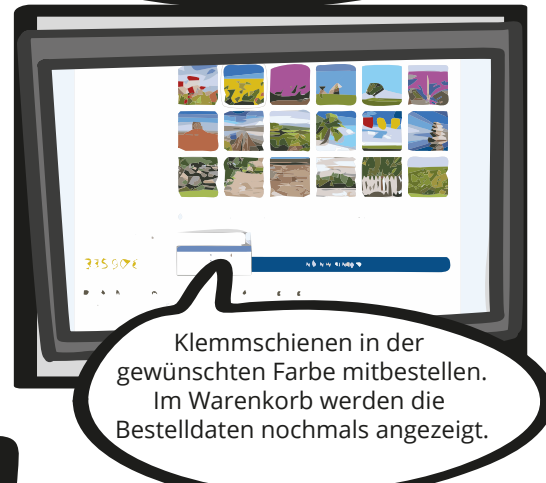 Klemmschienen in der
gewünschten Farbe mitbestellen.
Im Warenkorb werden die
Bestelldaten nochmals angezeigt.